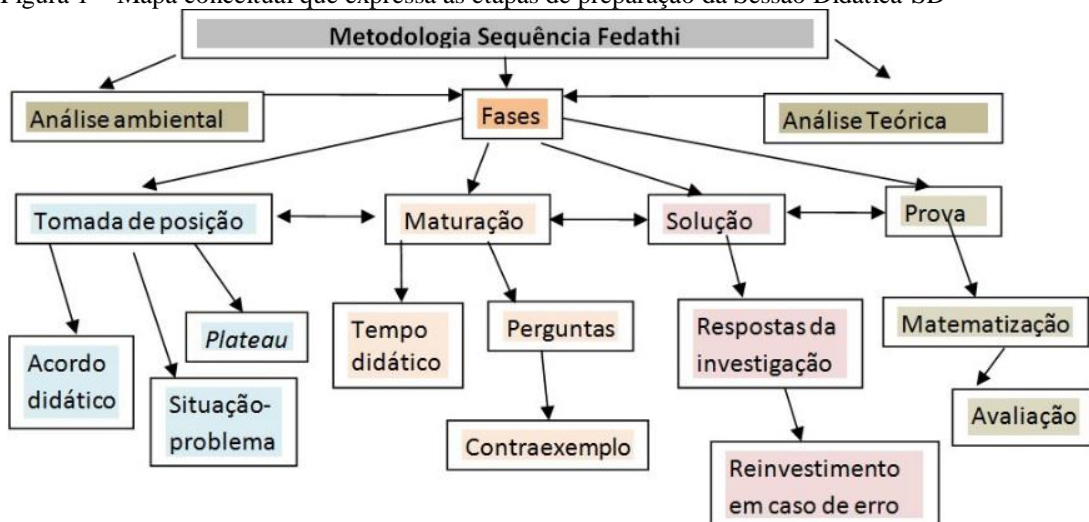 Figura 1 – Mapa conceitual que expressa as etapas de preparação da Sessão Didática-SD
Metodologia Sequência Fedathi
Análise ambiental
Fases
Análise Teórica
Tomada de posição
Maturação
Solução
Prova
Acordo
didático
Situação-
problema
Plateau
Tempo
didático
Perguntas
Contraexemplo
Respostas da
investigação
Reinvestimento
em caso de erro
Matematização
Avaliação